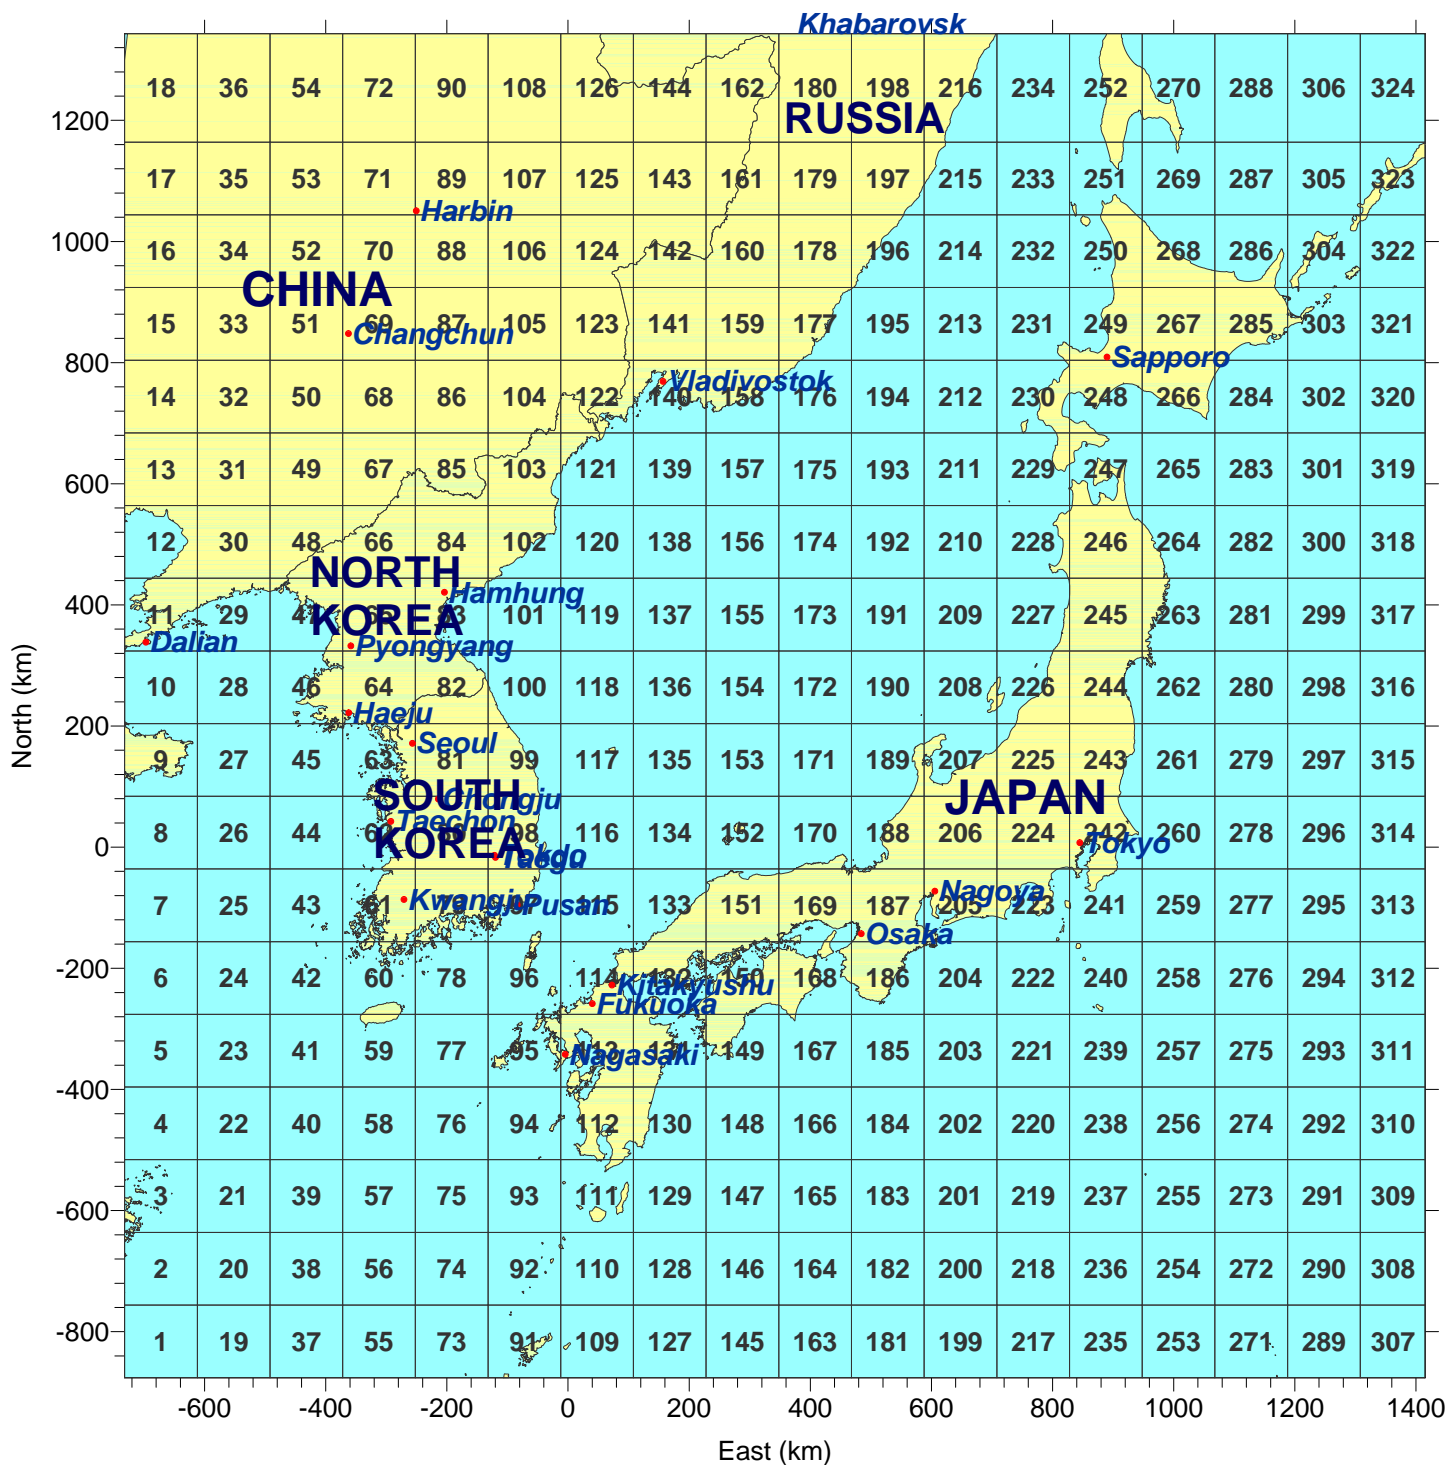 Khabarovsk
18 36 54 72 90 108 126 144 162 180 198 216 234 252 270 288 306 324
1200
RUSSIA
17 35 53 71 89 107 125 143 161 179 197 215 233 251 269 287 305 323
Harbin
1000
16 34 52 70 88 106 124 142 160 178 196 214 232 250 268 286 304 322
CHINA
15 33 51 69 87 105 123 141 159 177 195 213 231 249 267 285 303 321
Changchun
Sapporo
800
Vladivostok
14 32 50 68 86 104 122 140 158 176 194 212 230 248 266 284 302 320
13 31 49 67 85 103 121 139 157 175 193 211 229 247 265 283 301 319
600
12 30 48 66 84 102 120 138 156 174 192 210 228 246 264 282 300 318
NORTH
KOREA
Hamhung
400
11 29 47 65 83 101 119 137 155 173 191 209 227 245 263 281 299 317
Dalian
Pyongyang
10 28 46 64 82 100 118 136 154 172 190 208 226 244 262 280 298 316
Haeju
North (km)
200
Seoul
9 27 45 63 81 99 117 135 153 171 189 207 225 243 261 279 297 315
SOUTH
KOREA
Chongju
JAPAN
Taechon
8 26 44 62 80 98 116 134 152 170 188 206 224 242 260 278 296 314
0
Tokyo
Taegu
Nagoya
Kwangju
Pusan
7 25 43 61 79 97 115 133 151 169 187 205 223 241 259 277 295 313
Osaka
-200
6 24 42 60 78 96 114 132 150 168 186 204 222 240 258 276 294 312
Kitakyushu
Fukuoka
5 23 41 59 77 95 113 131 149 167 185 203 221 239 257 275 293 311
Nagasaki
-400
4 22 40 58 76 94 112 130 148 166 184 202 220 238 256 274 292 310
3 21 39 57 75 93 111 129 147 165 183 201 219 237 255 273 291 309
-600
2 20 38 56 74 92 110 128 146 164 182 200 218 236 254 272 290 308
-800
1 19 37 55 73 91 109 127 145 163 181 199 217 235 253 271 289 307
-600 -400 -200 0 200 400 600 800 1000 1200 1400
East (km)